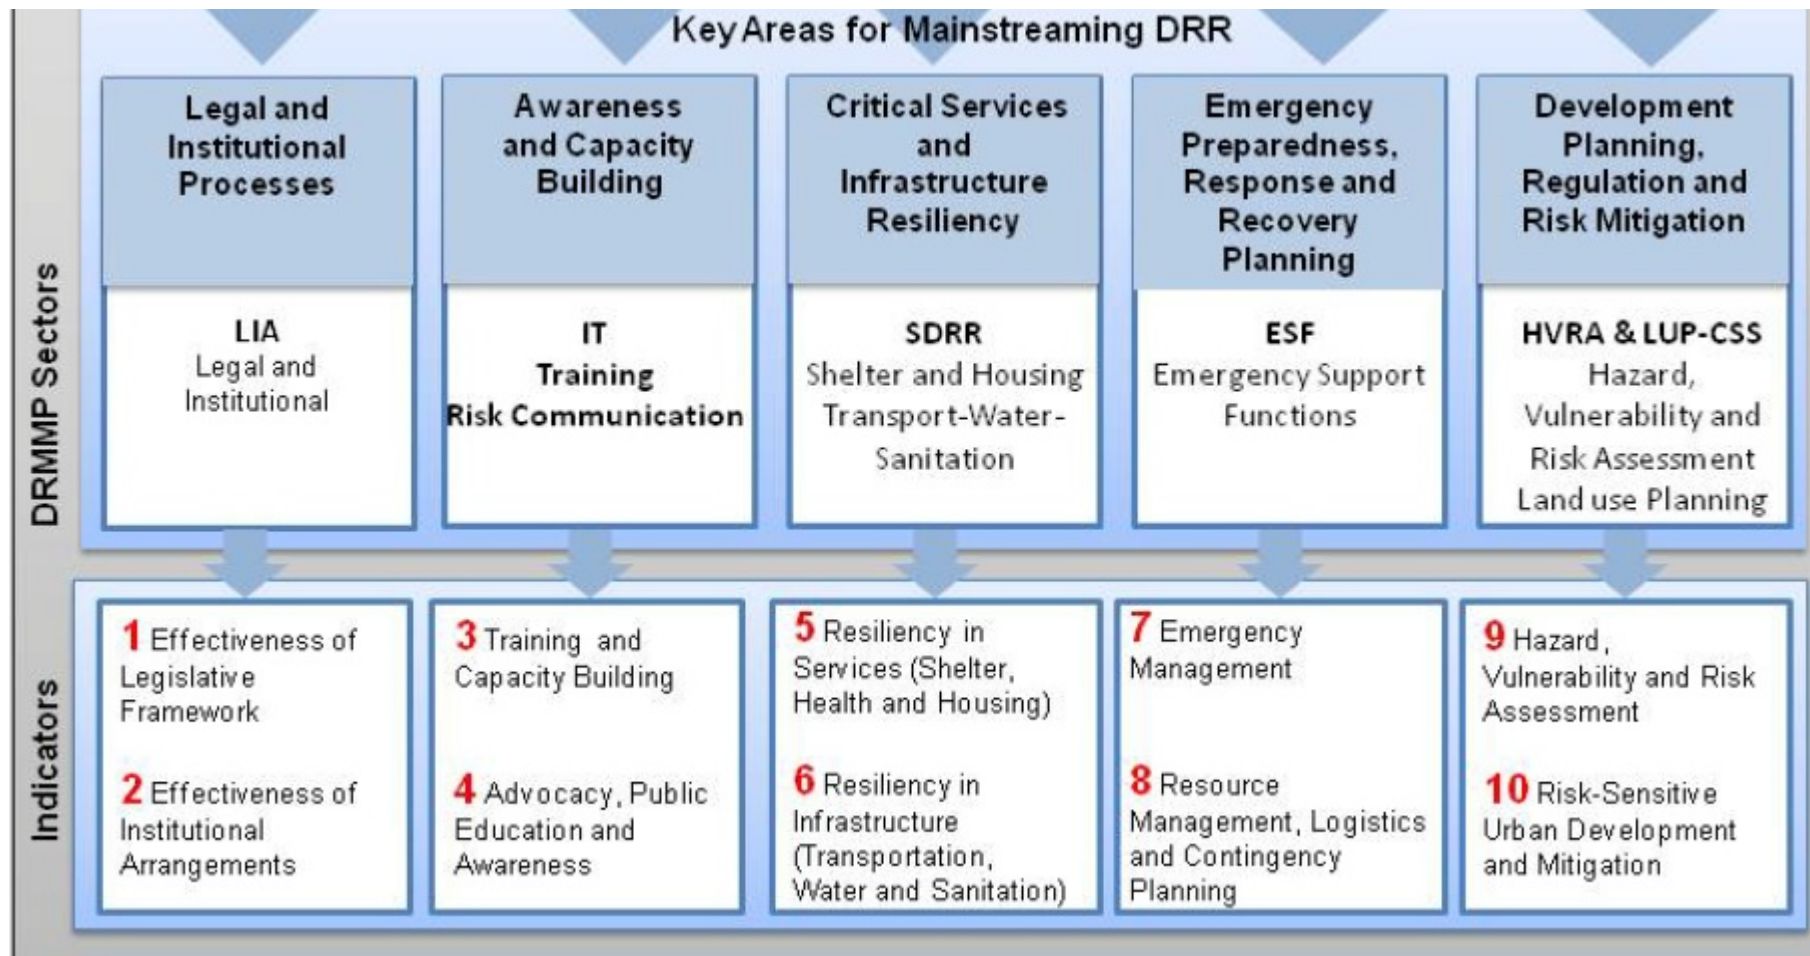 Key Areas for Mainstreaming DRR
DRMMP Sectors
Legal and
Institutional
Processes
LIA
Legal and
Institutional
Awareness
and Capacity
Building
IT
Training
Risk Communication
Critical Services
and
Infrastructure
Resiliency
SDRR
Shelter and Housing
Transport-Water-
Sanitation
Emergency
Preparedness,
Response and
Recovery
Planning
ESF
Emergency Support
Functions
Development
Planning,
Regulation and
Risk Mitigation
HVRA & LUP-CSS
Hazard,
Vulnerability and
Risk Assessment
Land use Planning
Indicators
1 Effectiveness of
Legislative
Framework
2 Effectiveness of
Institutional
Arrangements
3 Training and
Capacity Building
4 Advocacy, Public
Education and
Awareness
5 Resiliency in
Services (Shelter,
Health and Housing)
6 Resiliency in
Infrastructure
(Transportation,
Water and Sanitation)
7 Emergency
Management
8 Resource
Management, Logistics
and Contingency
Planning
9 Hazard,
Vulnerability and Risk
Assessment
10 Risk-Sensitive
Urban Development
and Mitigation